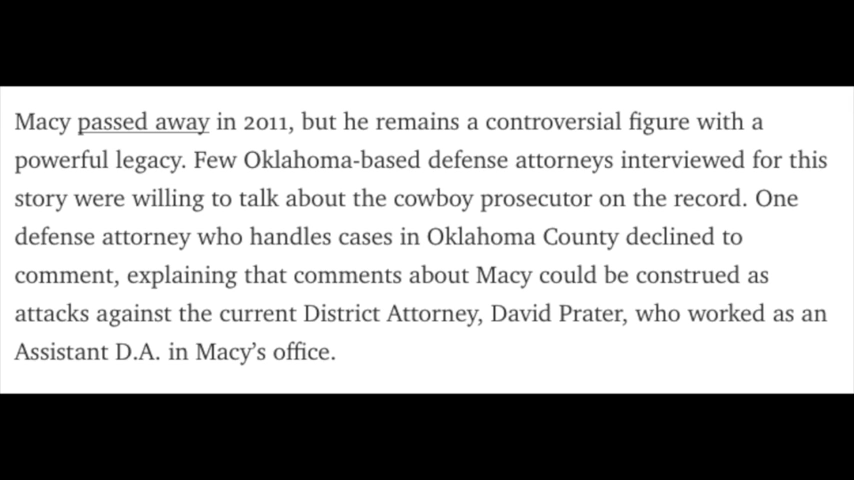 Macy passed away in 2011, but he remains a controversial figure with a
powerful legacy. Few Oklahoma-based defense attorneys interviewed for this
story were willing to talk about the cowboy prosecutor on the record. One
defense attorney who handles cases in Oklahoma County declined to
comment, explaining that comments about Macy could be construed as
attacks against the current District Attorney, David Prater, who worked as an
Assistant D.A. in Macy’s office.